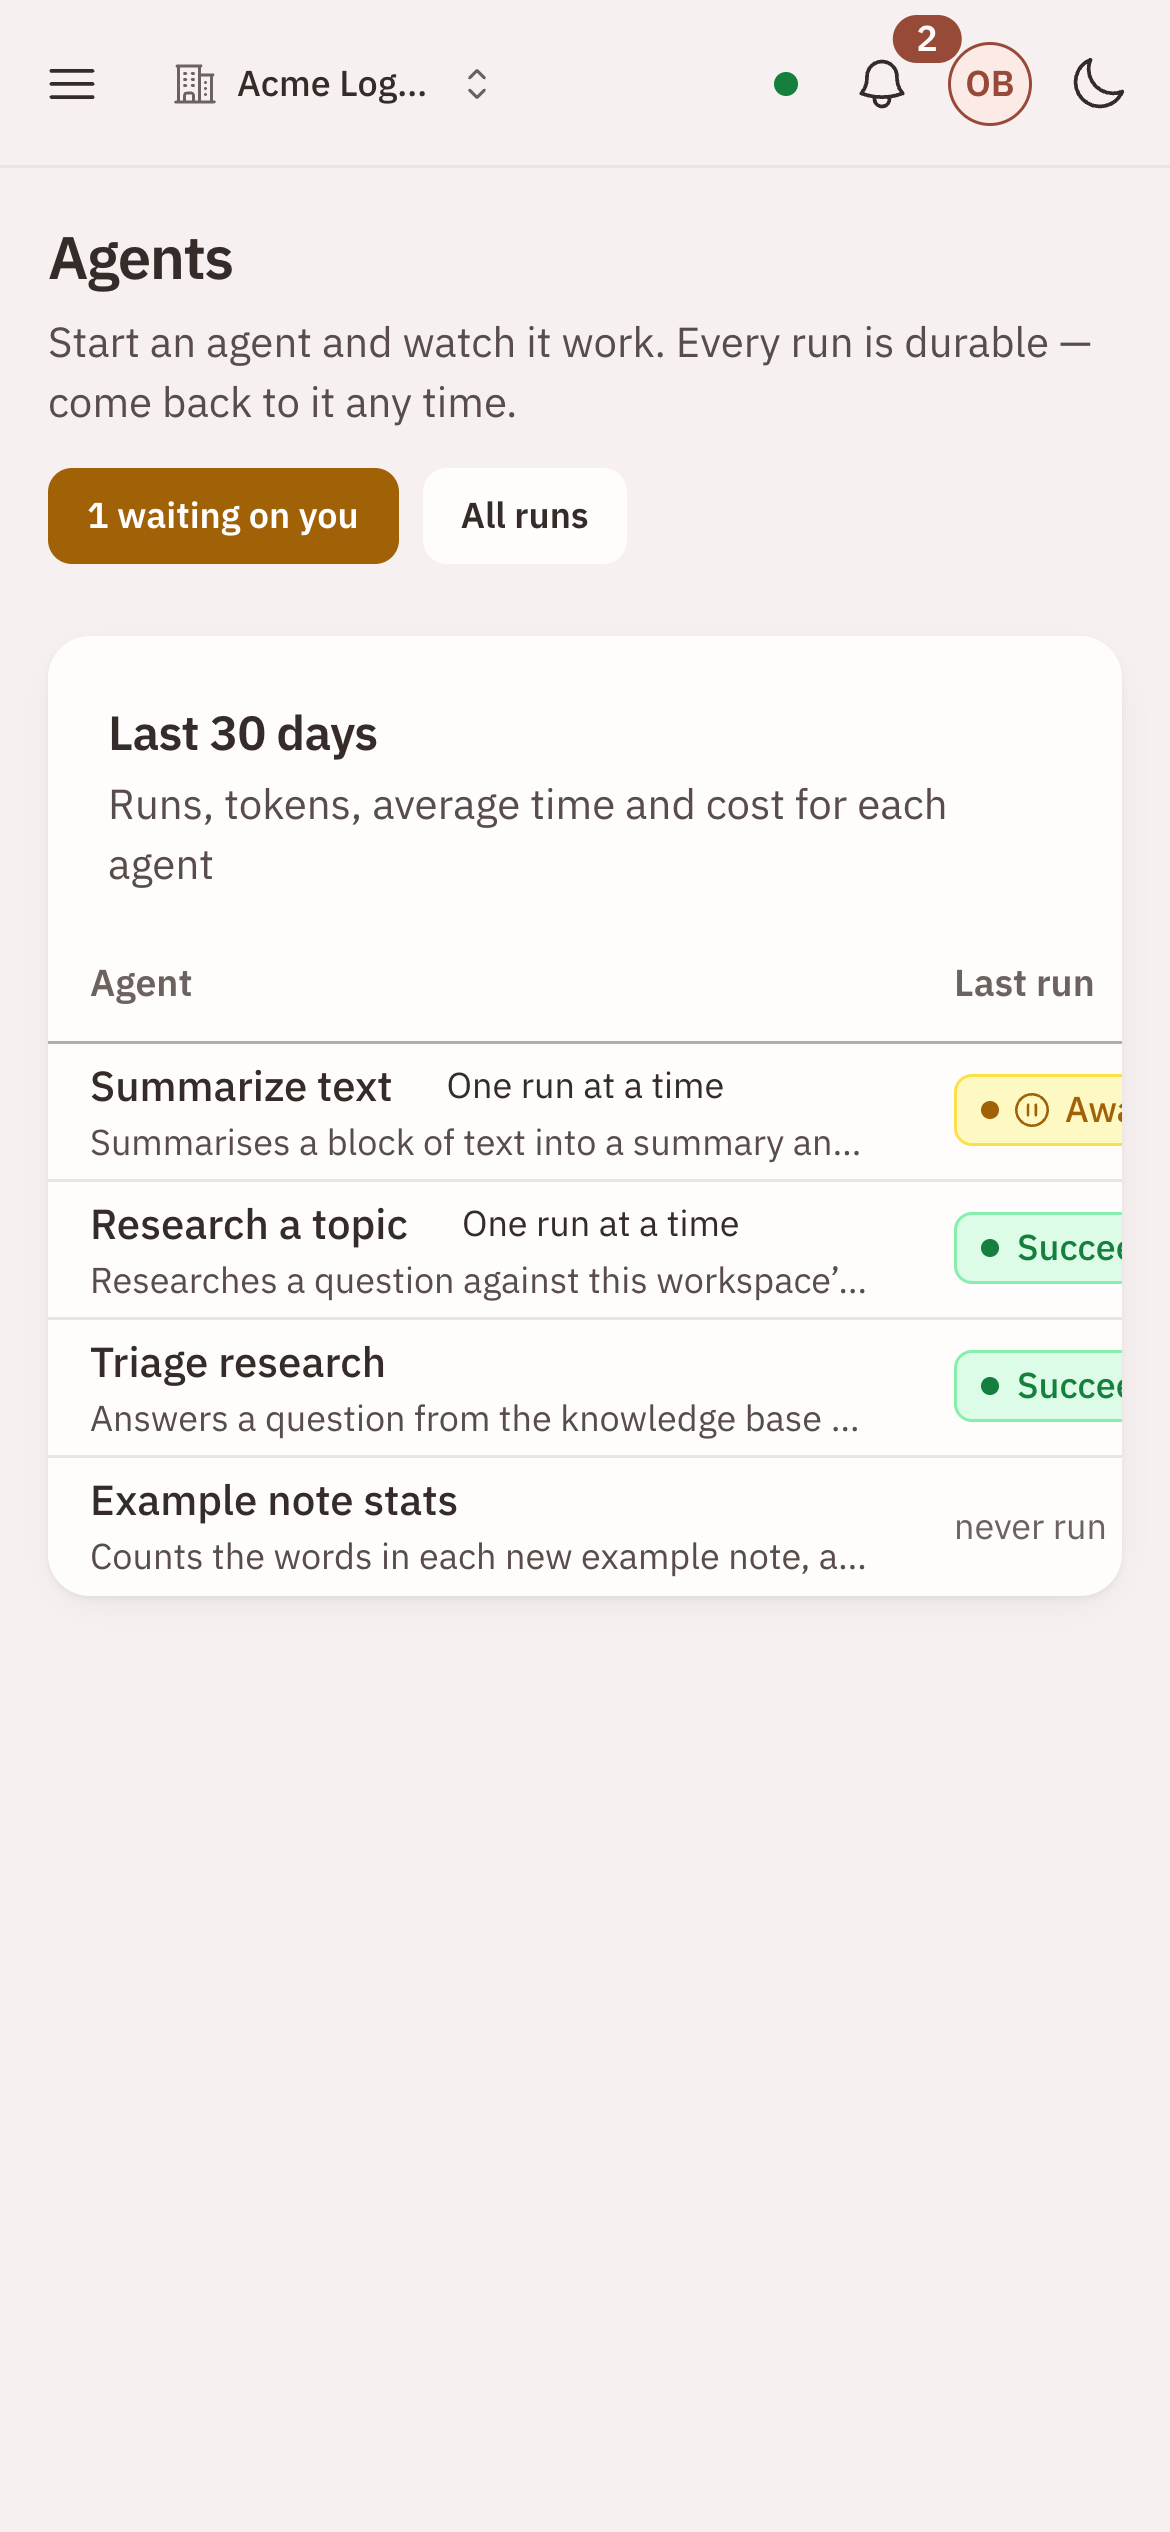 Acme Log...
2
OB
Agents
Start an agent and watch it work. Every run is durable —
come back to it any time.
1 waiting on you
All runs
Last 30 days
Runs, tokens, average time and cost for each
agent
Agent
Last run
Summarize text
One run at a time
Summarises a block of text into a summary an...
Awa
Research a topic
One run at a time
Researches a question against this workspace’...
Succee
Triage research
Answers a question from the knowledge base ...
Succee
Example note stats
Counts the words in each new example note, a...
never run